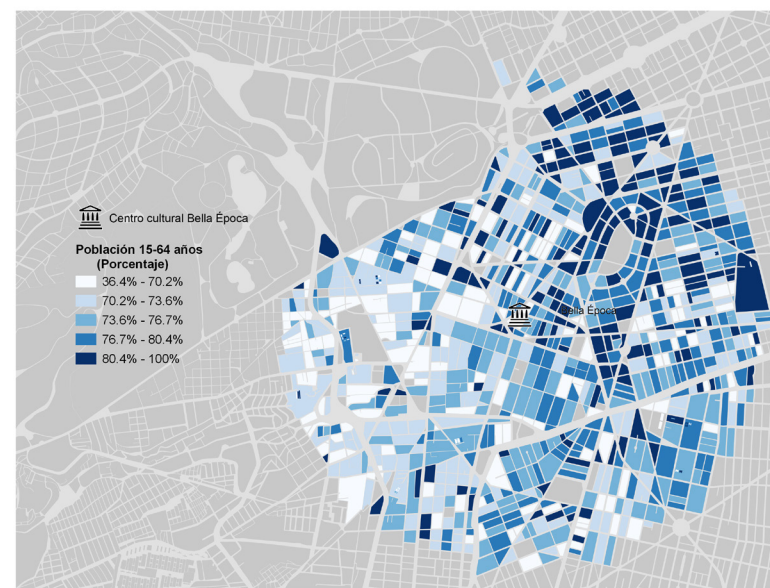 Centro cultural Bella Época
Población 15-64 años
(Porcentaje)
36.4% - 70.2%
70.2% - 73.6%
73.6% - 76.7%
76.7% - 80.4%
80.4% - 100%
Bella Época